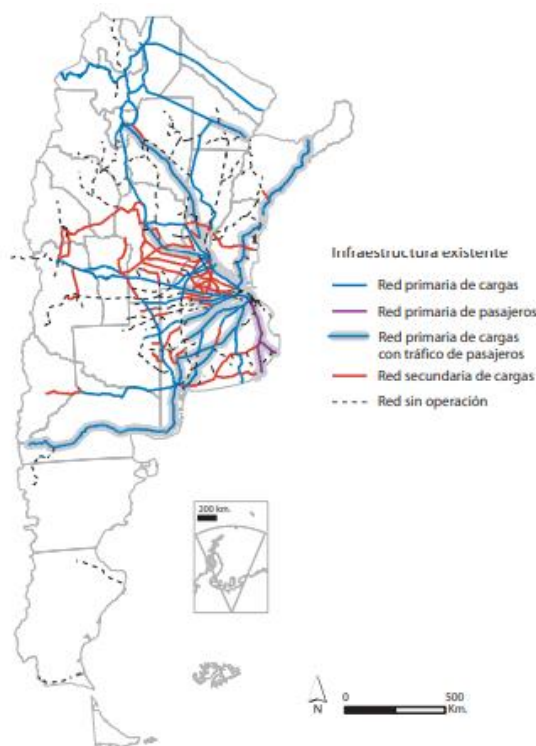 Infraestructura existente
Red primaria de cargas
Red primaria de pasajeros
Red primaria de cargas
con tráfico de pasajeros
Red secundaria de cargas
Red sin operación
200 km.
N
0
500
Km.